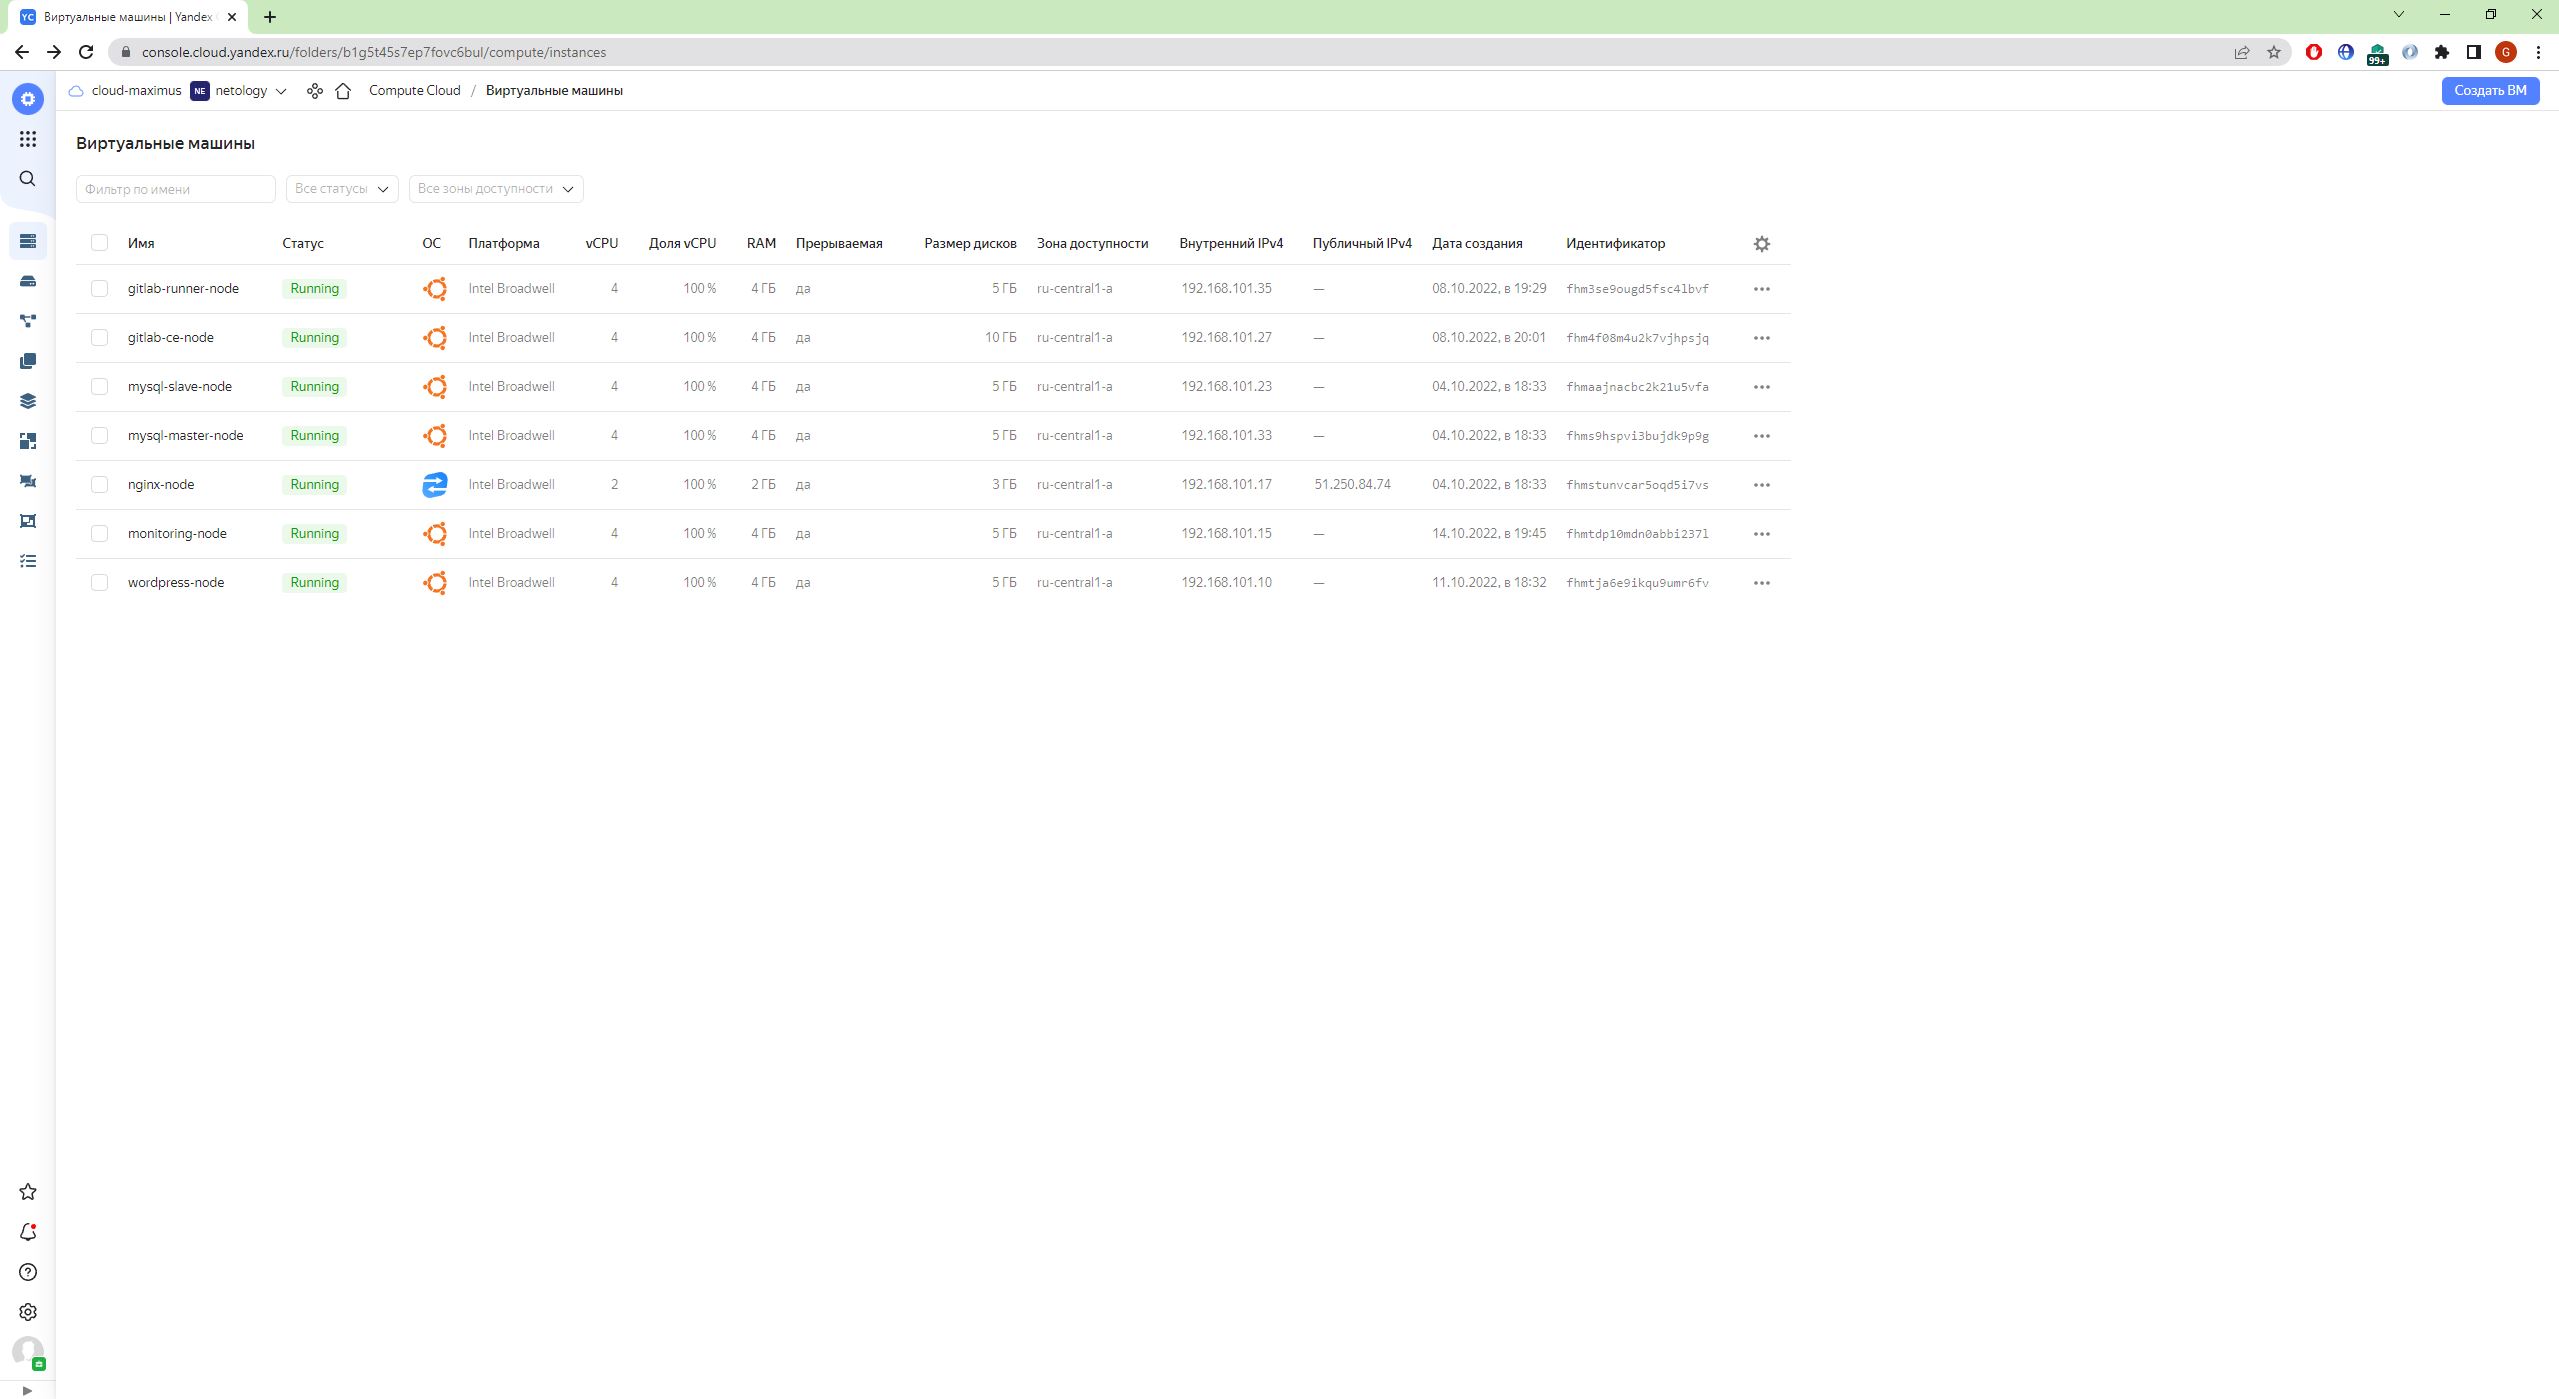 YC Виртуальные машины | Yandex
console.cloud.yandex.ru/folders/b1g5t45s7ep7fovc6bul/compute/instances
99+
G
cloud-maximus NE netology Compute Cloud / Виртуальные машины Создать ВМ
Виртуальные машины
Фильтр по имени Все статусы Все зоны доступности
Имя Статус ОС Платформа vCPU Доля vCPU RAM Прерываемая Размер дисков Зона доступности Внутренний IPv4 Публичный IPv4 Дата создания Идентификатор
gitlab-runner-node Running Intel Broadwell 4 100 % 4 ГБ да 5 ГБ ru-central1-a 192.168.101.35 — 08.10.2022, в 19:29 fhm3se9ougd5fsc4lbvf
gitlab-ce-node Running Intel Broadwell 4 100 % 4 ГБ да 10 ГБ ru-central1-a 192.168.101.27 — 08.10.2022, в 20:01 fhm4f08m4u2k7vjhpsjq
mysql-slave-node Running Intel Broadwell 4 100 % 4 ГБ да 5 ГБ ru-central1-a 192.168.101.23 — 04.10.2022, в 18:33 fhmaajnacbc2k21u5vfa
mysql-master-node Running Intel Broadwell 4 100 % 4 ГБ да 5 ГБ ru-central1-a 192.168.101.33 — 04.10.2022, в 18:33 fhms9hspvi3bujdk9p9g
nginx-node Running Intel Broadwell 2 100 % 2 ГБ да 3 ГБ ru-central1-a 192.168.101.17 51.250.84.74 04.10.2022, в 18:33 fhmstunvcar5oqd5i7vs
monitoring-node Running Intel Broadwell 4 100 % 4 ГБ да 5 ГБ ru-central1-a 192.168.101.15 — 14.10.2022, в 19:45 fhmtdp10mdn0abbi237l
wordpress-node Running Intel Broadwell 4 100 % 4 ГБ да 5 ГБ ru-central1-a 192.168.101.10 — 11.10.2022, в 18:32 fhmtja6e9ikqu9umr6fv